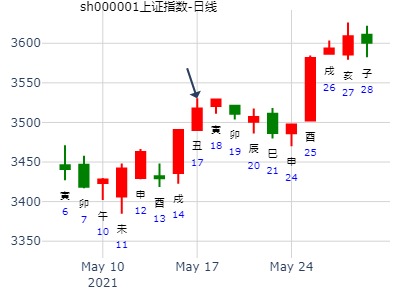 sh000001上证指数-日线
3600
3550
3500
3450
3400
3350
寅
6
卯
7
午
10
未
11
申
12
酉
13
戌
14
丑
17
寅
18
卯
19
辰
20
巳
21
申
24
酉
25
戌
26
亥
27
子
28
May 10
2021
May 17
May 24